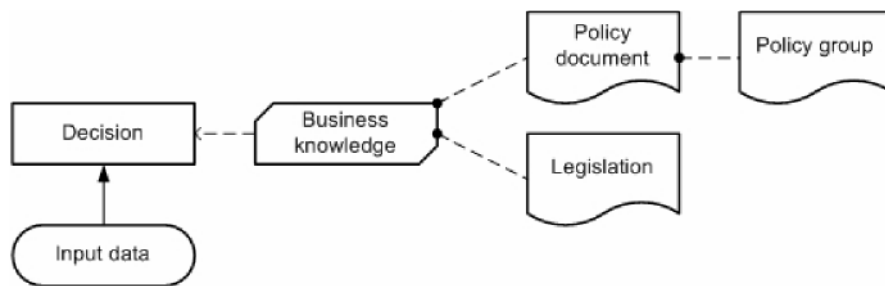 Policy
document
Policy group
Decision
Business
knowledge
Legislation
Input data